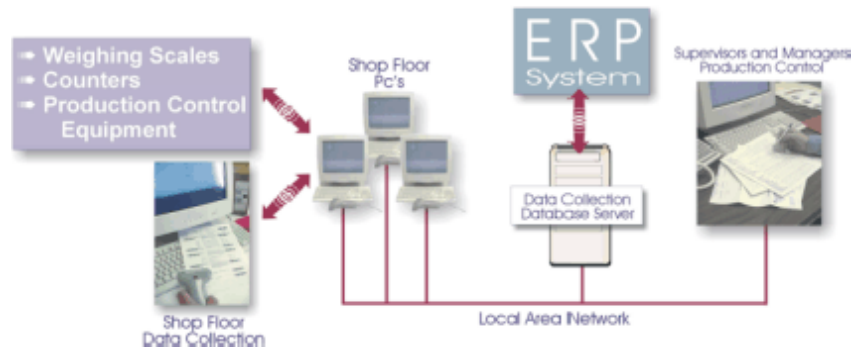 Weighing Scales
Counters
Production Control
Equipment
Shop Floor
Pc's
ERP
System
Supervisors and Managers
Production Control
Data Collection
Database Server
Shop Floor
Data Collection
Local Area Network